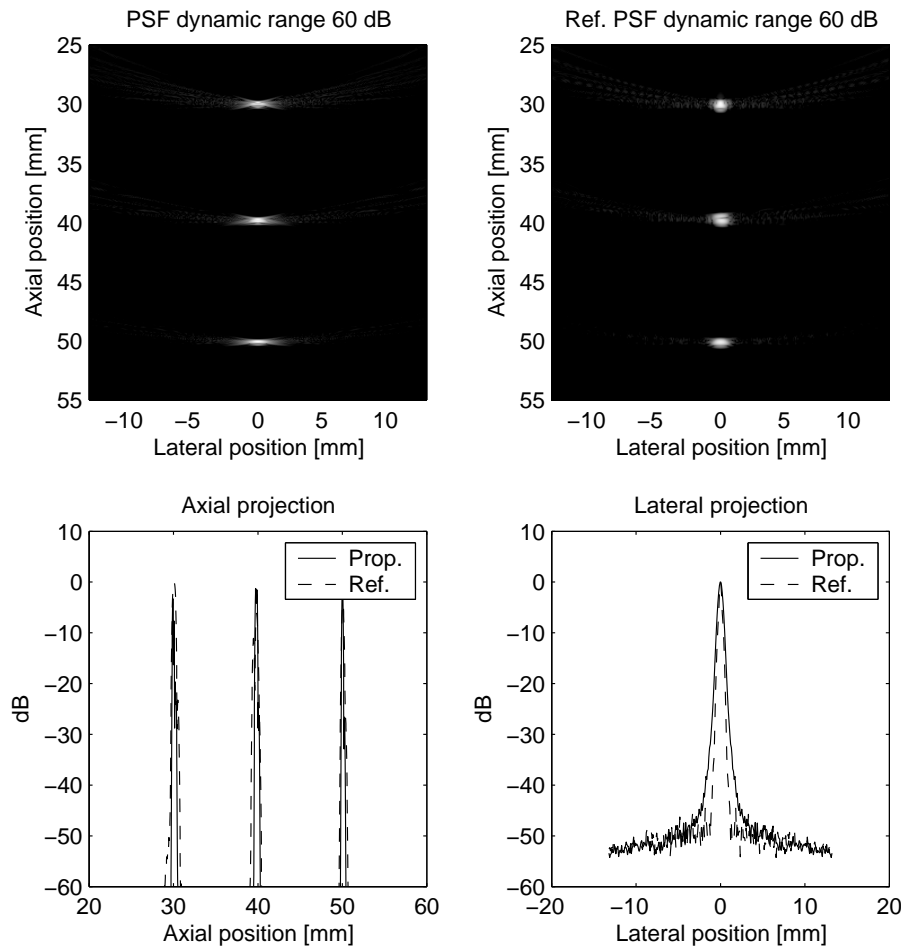 PSF dynamic range 60 dB
25
30
35
40
45
50
55
Axial position [mm]
−10 −5 0 5 10
Lateral position [mm]
Ref. PSF dynamic range 60 dB
25
30
35
40
45
50
55
Axial position [mm]
−10 −5 0 5 10
Lateral position [mm]
Axial projection
10
0
−10
−20
−30
−40
−50
−60
dB
Prop.
Ref.
20 30 40 50 60
Axial position [mm]
Lateral projection
10
0
−10
−20
−30
−40
−50
−60
dB
Prop.
Ref.
−20 −10 0 10 20
Lateral position [mm]